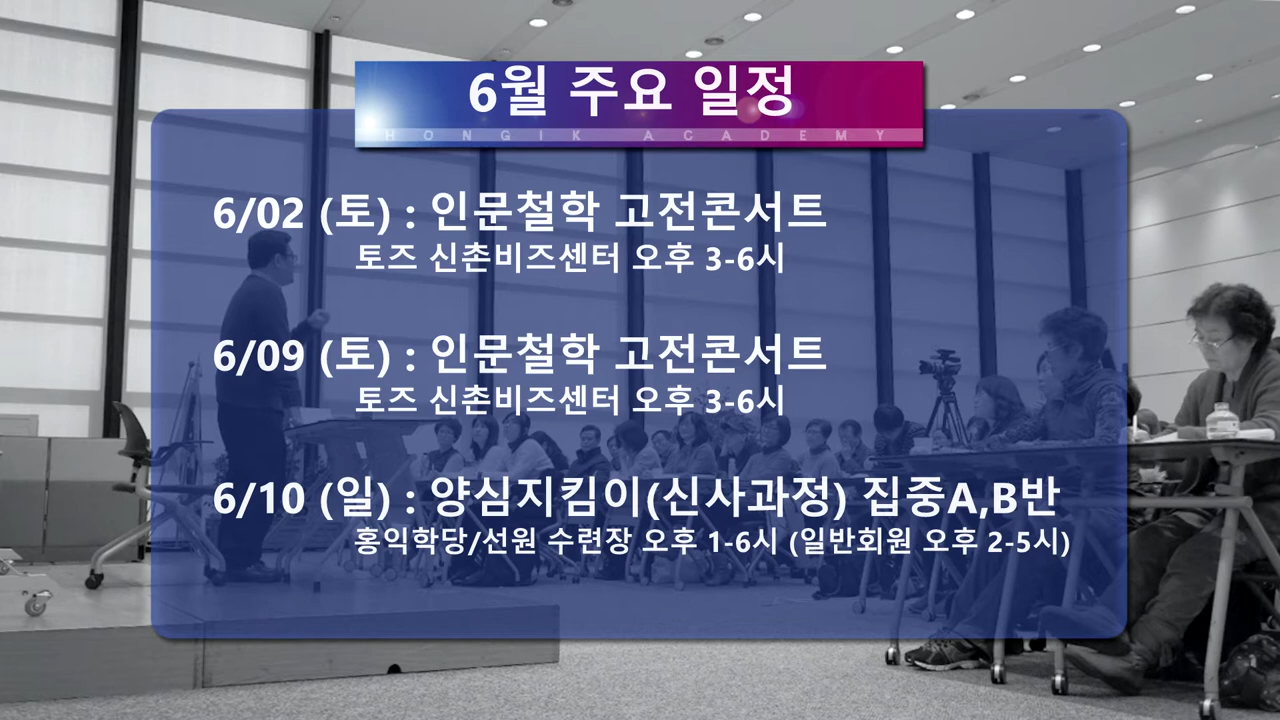 6월 주요 일정
HONGIK ACADEMY
6/02 (토) : 인문철학 고전콘서트
토즈 신촌비즈센터 오후 3-6시
6/09 (토) : 인문철학 고전콘서트
토즈 신촌비즈센터 오후 3-6시
6/10 (일) : 양심지킴이(신사과정) 집중A,B반
홍익학당/선원 수련장 오후 1-6시 (일반회원 오후 2-5시)